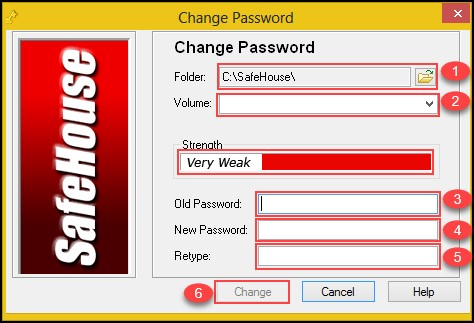 Change Password
SafeHouse
Change Password
Folder: C:\SafeHouse\ 1
Volume: 2
Strength
Very Weak
Old Password: 3
New Password: 4
Retype: 5
6 Change Cancel Help